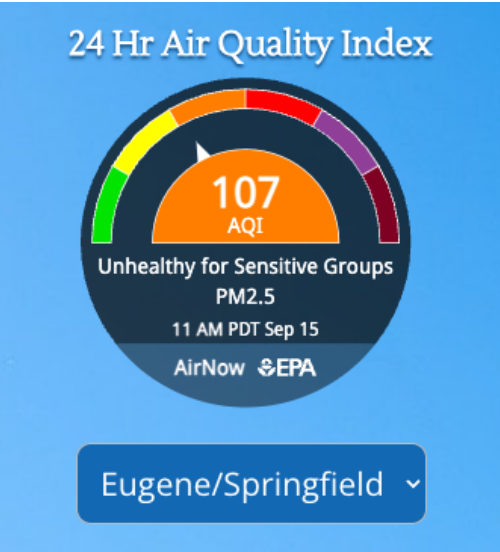 24 Hr Air Quality Index
107
AQI
Unhealthy for Sensitive Groups
PM2.5
11 AM PDT Sep 15
AirNow EPA
Eugene/Springfield